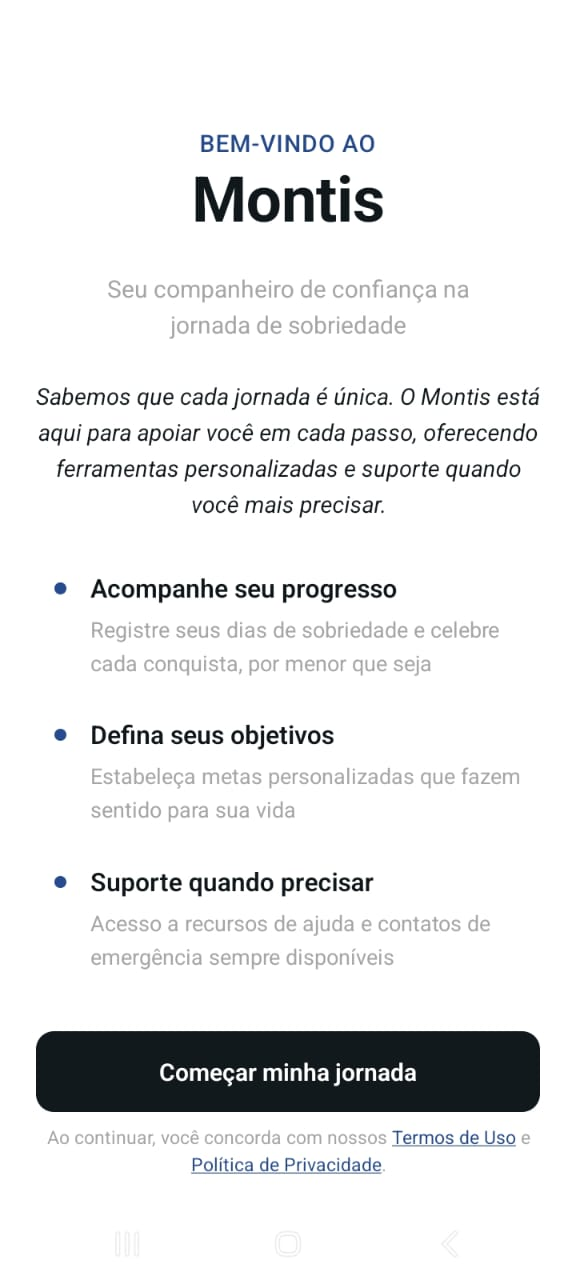 BEM-VINDO AO
Montis
Seu companheiro de confiança na
jornada de sobriedade
Sabemos que cada jornada é única. O Montis está
aqui para apoiar você em cada passo, oferecendo
ferramentas personalizadas e suporte quando
você mais precisar.
Acompanhe seu progresso
Registre seus dias de sobriedade e celebre
cada conquista, por menor que seja
Defina seus objetivos
Estabeleça metas personalizadas que fazem
sentido para sua vida
Suporte quando precisar
Acesso a recursos de ajuda e contatos de
emergência sempre disponíveis
Começar minha jornada
Ao continuar, você concorda com nossos Termos de Uso e
Política de Privacidade.